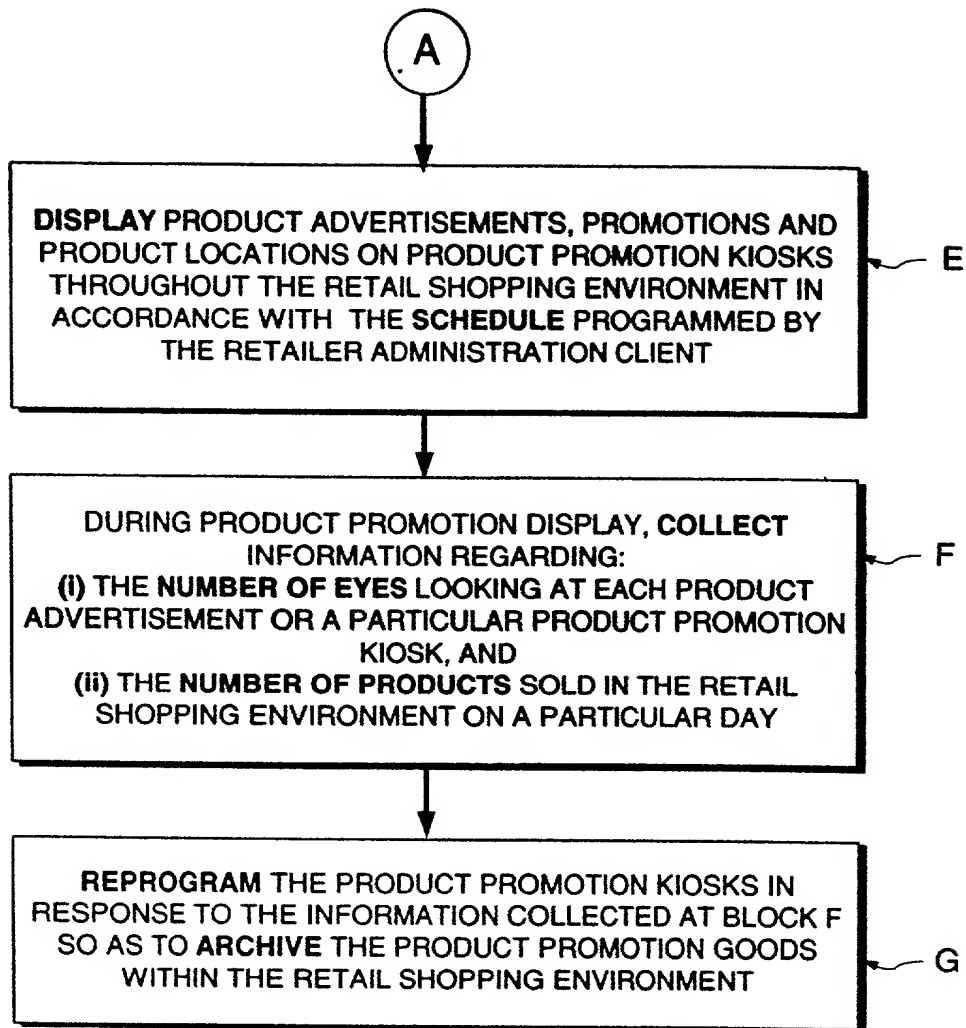 A
DISPLAY PRODUCT ADVERTISEMENTS, PROMOTIONS AND
PRODUCT LOCATIONS ON PRODUCT PROMOTION KIOSKS
THROUGHOUT THE RETAIL SHOPPING ENVIRONMENT IN
ACCORDANCE WITH THE SCHEDULE PROGRAMMED BY
THE RETAILER ADMINISTRATION CLIENT
E
DURING PRODUCT PROMOTION DISPLAY, COLLECT
INFORMATION REGARDING:
(i) THE NUMBER OF EYES LOOKING AT EACH PRODUCT
ADVERTISEMENT OR A PARTICULAR PRODUCT PROMOTION
KIOSK, AND
(ii) THE NUMBER OF PRODUCTS SOLD IN THE RETAIL
SHOPPING ENVIRONMENT ON A PARTICULAR DAY
F
REPROGRAM THE PRODUCT PROMOTION KIOSKS IN
RESPONSE TO THE INFORMATION COLLECTED AT BLOCK F
SO AS TO ARCHIVE THE PRODUCT PROMOTION GOODS
WITHIN THE RETAIL SHOPPING ENVIRONMENT
G